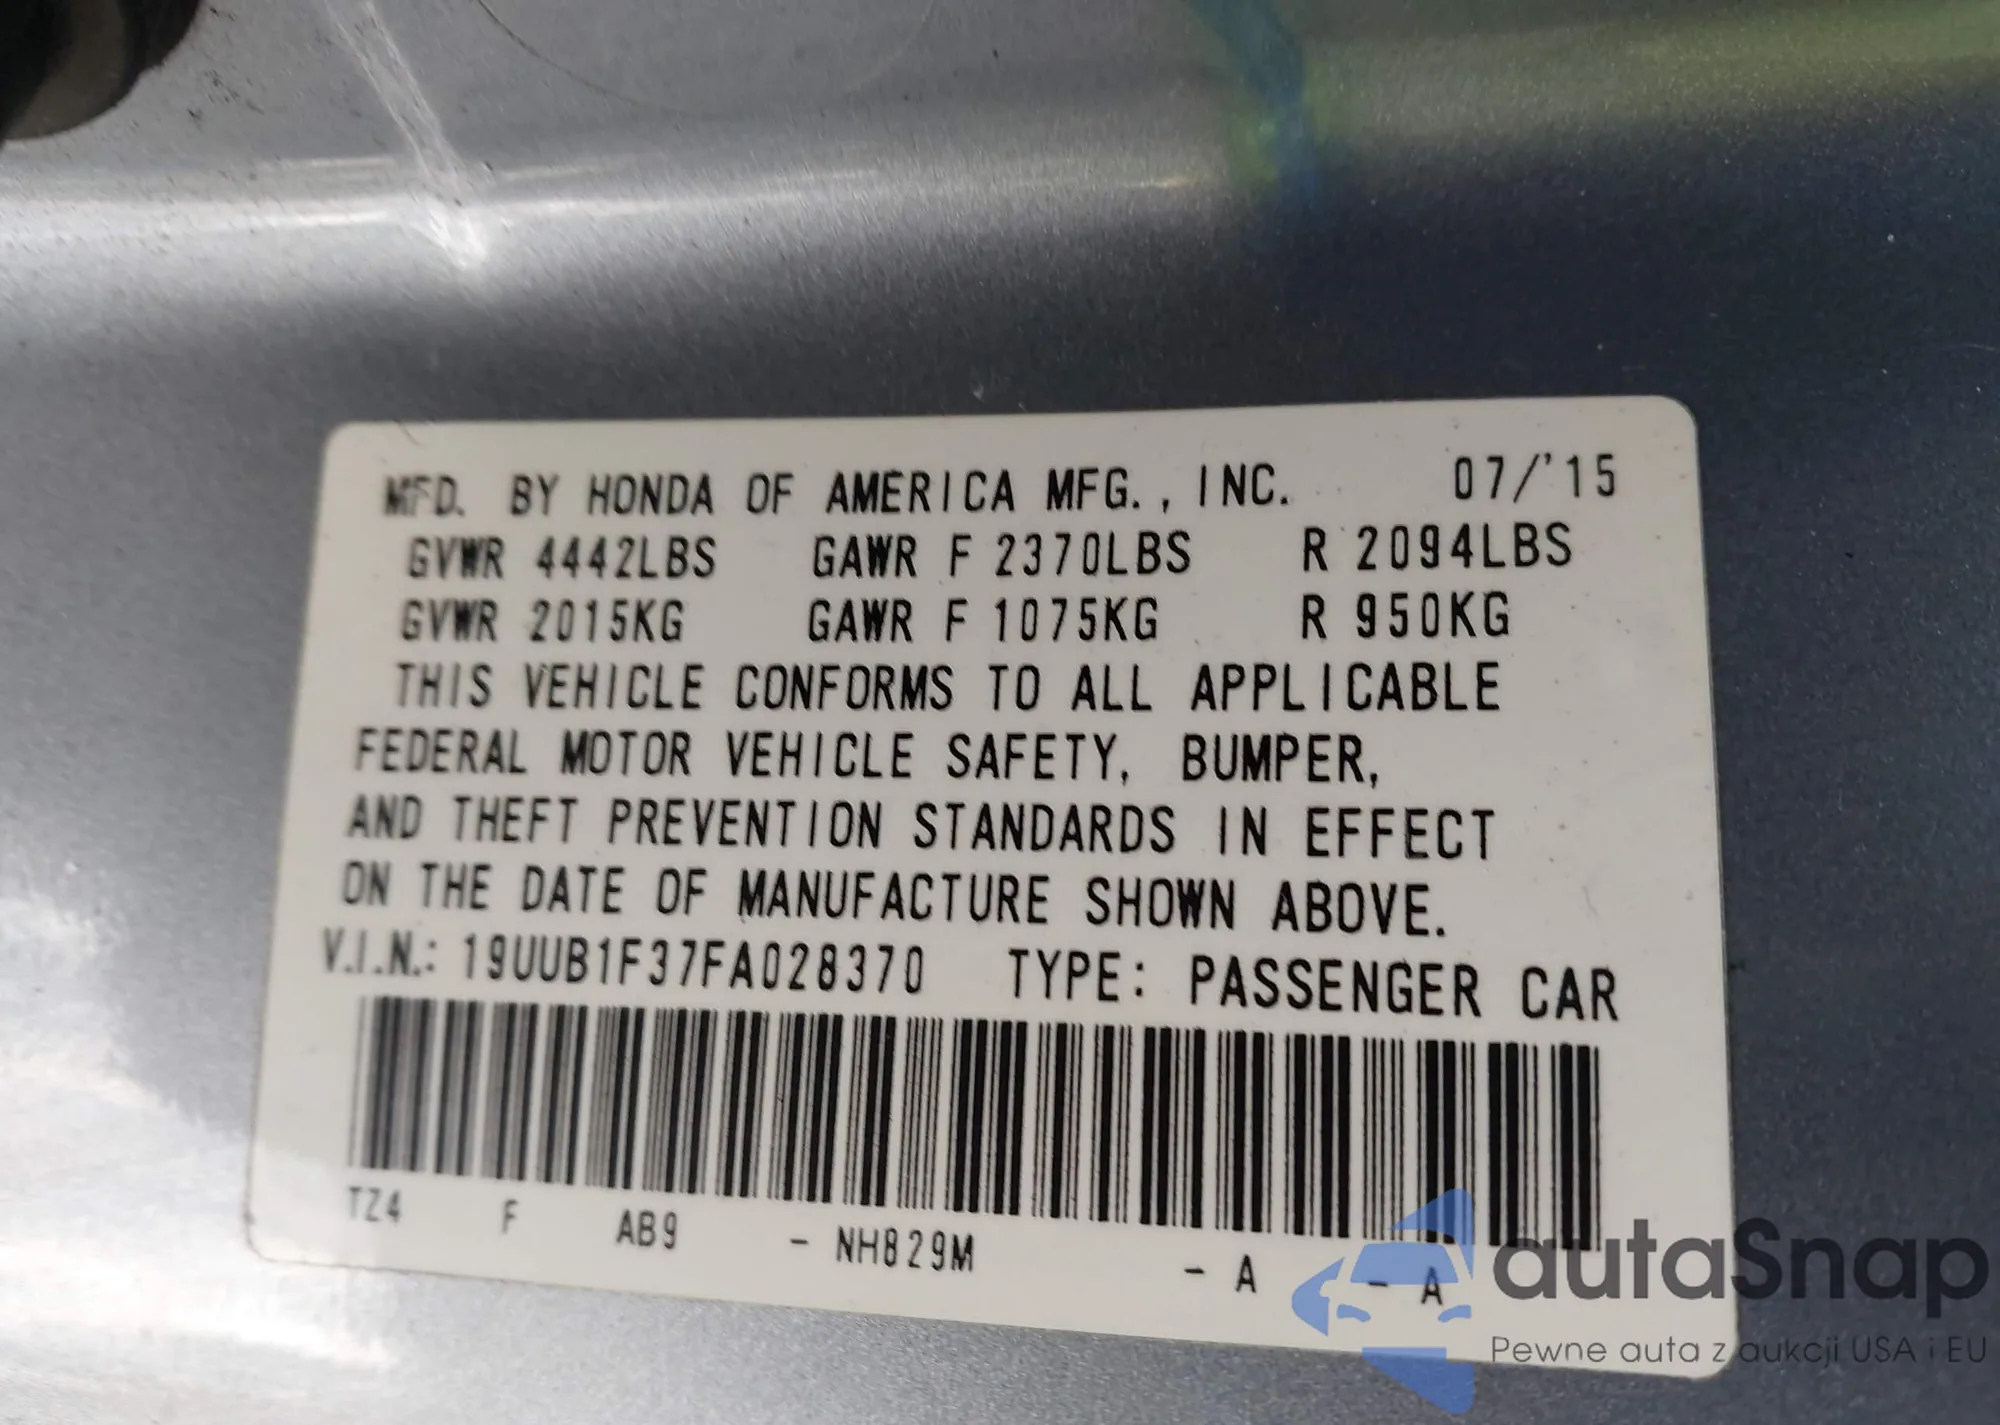 MFD. BY HONDA OF AMERICA MFG., INC. 07/'15
GVWR 4442LBS GAWR F 2370LBS R 2094LBS
GVWR 2015KG GAWR F 1075KG R 950KG
THIS VEHICLE CONFORMS TO ALL APPLICABLE
FEDERAL MOTOR VEHICLE SAFETY, BUMPER,
AND THEFT PREVENTION STANDARDS IN EFFECT
ON THE DATE OF MANUFACTURE SHOWN ABOVE.
V.I.N.: 19UUB1F37FA028370 TYPE: PASSENGER CAR
TZ4 F AB9 - NH829M - A - A
autaSnap
Pewne auta z aukcji USA i EU